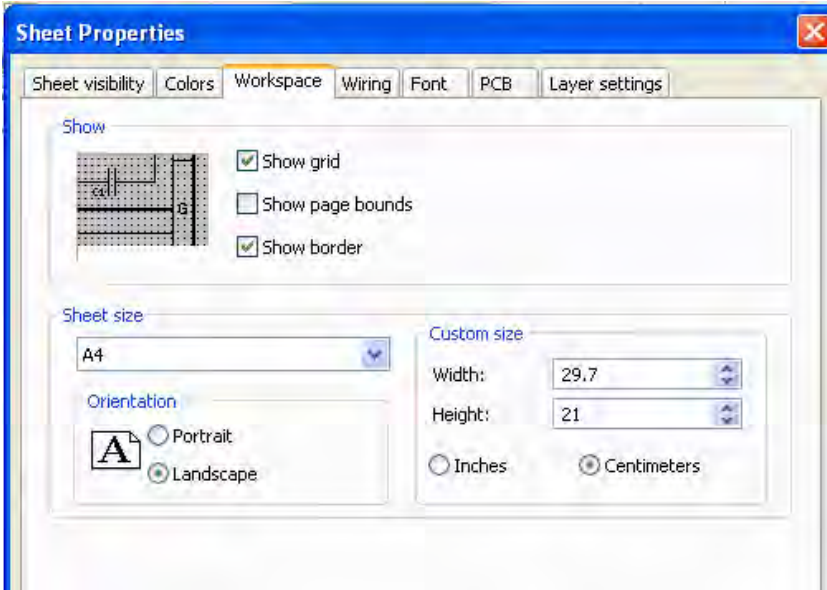 Sheet Properties
Sheet visibility Colors Workspace Wiring Font PCB Layer settings
Show
C1
G
Show grid
Show page bounds
Show border
Sheet size
A4
Orientation
A
Portrait
Landscape
Custom size
Width: 29.7
Height: 21
Inches Centimeters